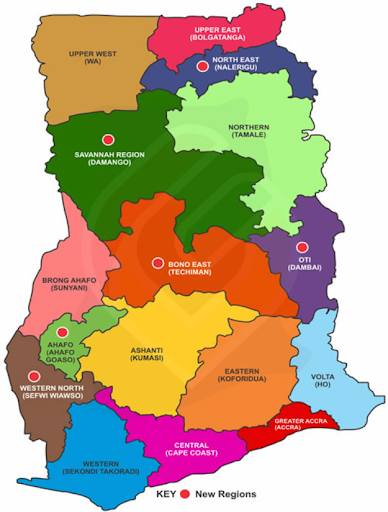 UPPER EAST
(BOLGATANGA)
UPPER WEST
(WA)
NORTH EAST
(NALERIGU)
NORTHERN
(TAMALE)
SAVANNAH REGION
(DAMANGO)
OTI
(DAMBAI)
BONO EAST
(TECHIMAN)
BRONG AHAFO
(SUNYANI)
AHAFO
(AHAFO
GOASO)
ASHANTI
(KUMASI)
EASTERN
(KOFORIDUA)
VOLTA
(HO)
WESTERN NORTH
(SEFWI WIAWSO)
GREATER ACCRA
(ACCRA)
CENTRAL
(CAPE COAST)
WESTERN
(SEKONDI TAKORADI)
KEY New Regions